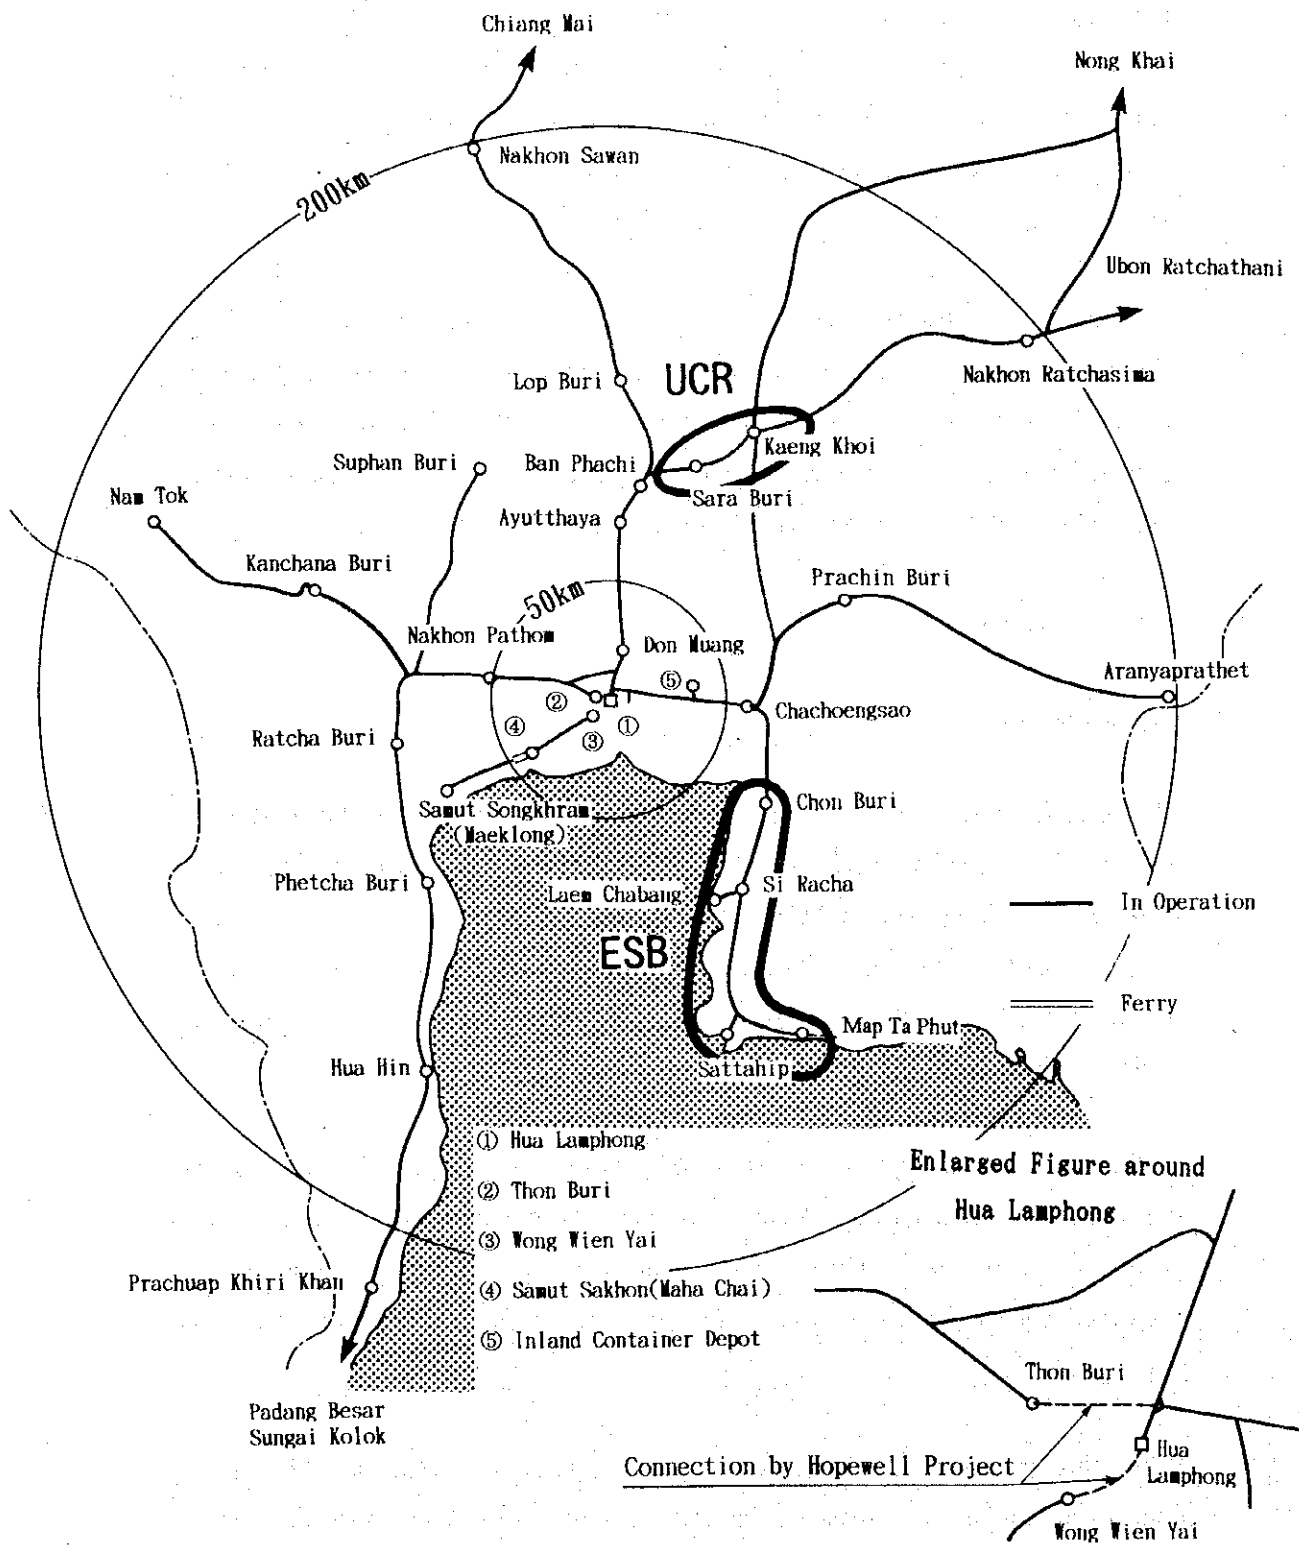 Chiang Mai
Nong Khai
Nakhon Sawan
200km
Ubon Ratchathani
Lop Buri
UCR
Nakhon Ratchasima
Kaeng Khoi
Suphan Buri
Ban Phachi
Sara Buri
Nam Tok
Ayutthaya
Kanchana Buri
Prachin Buri
50km
Nakhon Pathom
Don Muang
Aranyaprathet
⑤
②
Chachoengsao
④
①
③
Ratcha Buri
Samut Songkhram
(Maeklong)
Chon Buri
Phetcha Buri
Laem Chabang
Si Racha
In Operation
ESB
Ferry
Map Ta Phut
Hua Hin
Sattahip
① Hua Lamphong
② Thon Buri
③ Wong Wien Yai
④ Samut Sakhon(Maha Chai)
⑤ Inland Container Depot
Enlarged Figure around
Hua Lamphong
Prachuap Khiri Khan
Padang Besar
Sungai Kolok
Thon Buri
Hua
Lamphong
Connection by Hopewell Project
Wong Wien Yai